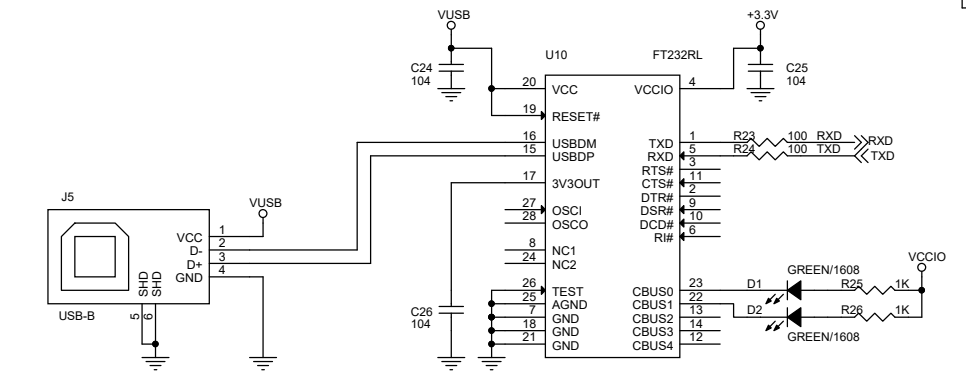 VUSB
+3.3V
U10
FT232RL
C24
104
C25
104
20
VCC
VCCIO
4
19
RESET#
16
USBDM
TXD
1
R23
100
RXD
RXD
15
USBDP
RXD
5
R24
100
TXD
TXD
RTS#
3
17
3V3OUT
CTS#
11
DTR#
2
27
OSCI
DSR#
9
28
OSCO
DCD#
10
RI#
6
8
NC1
24
NC2
J5
VUSB
VCC
1
D-
2
D+
3
GND
4
SHD
SHD
5
6
USB-B
VCCIO
GREEN/1608
26
TEST
CBUS0
23
D1
R25
1K
25
AGND
CBUS1
22
D2
R26
1K
7
GND
CBUS2
13
18
GND
CBUS3
14
21
GND
CBUS4
12
GREEN/1608
C26
104